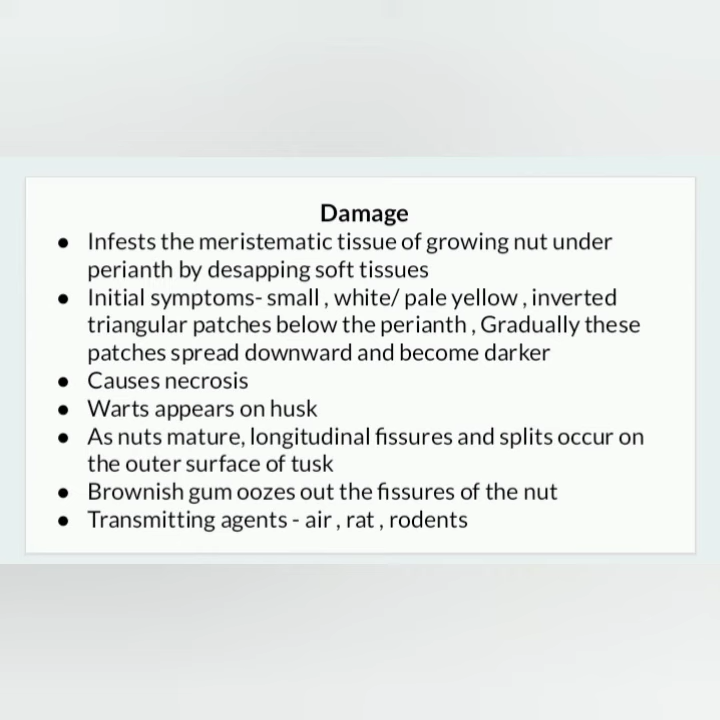 Damage
● Infests the meristematic tissue of growing nut under
perianth by desapping soft tissues
● Initial symptoms- small , white/ pale yellow , inverted
triangular patches below the perianth , Gradually these
patches spread downward and become darker
● Causes necrosis
● Warts appears on husk
● As nuts mature, longitudinal fissures and splits occur on
the outer surface of tusk
● Brownish gum oozes out the fissures of the nut
● Transmitting agents - air , rat , rodents